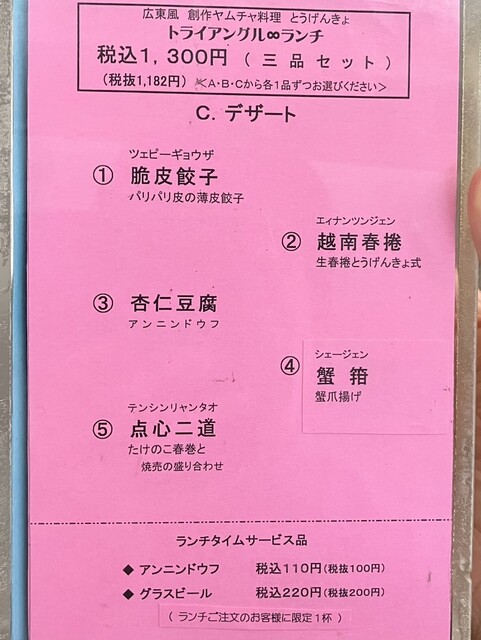 広東風 創作ヤムチャ料理 とうげんきょ
トライアングル∞ランチ
税込1,300円 (三品セット)
(税抜1,182円) <A・B・Cから各1品ずつお選びください>
C. デザート
ツェピーギョウザ
① 脆皮餃子
パリパリ皮の薄皮餃子
エィナンツンジェン
② 越南春捲
生春捲とうげんきょ式
③ 杏仁豆腐
アンニンドウフ
シェージェン
④ 蟹箝
蟹爪揚げ
テンシンリャンタオ
⑤ 点心二道
たけのこ春巻と
焼売の盛り合わせ
ランチタイムサービス品
◆ アンニンドウフ 税込110円(税抜100円)
◆ グラスビール 税込220円(税抜200円)
(ランチご注文のお客様に限定1杯)